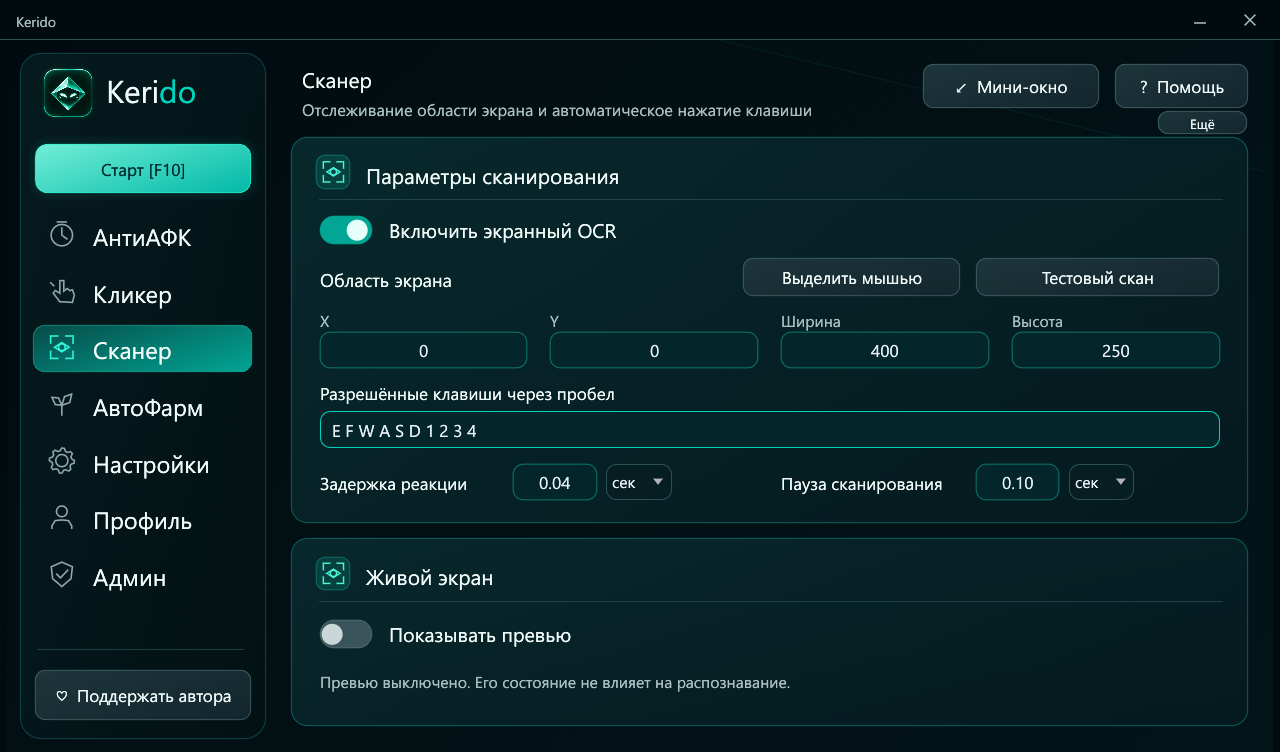 Kerido
Kerido
Старт [F10]
АнтиАФК
Кликер
Сканер
АвтоФарм
Настройки
Профиль
Админ
Поддержать автора
Сканер
Отслеживание области экрана и автоматическое нажатие клавиши
Мини-окно
? Помощь
Ещё
Параметры сканирования
Включить экранный OCR
Область экрана
Выделить мышью
Тестовый скан
X
Y
Ширина
Высота
0
0
400
250
Разрешённые клавиши через пробел
E F W A S D 1 2 3 4
Задержка реакции
0.04
сек
Пауза сканирования
0.10
сек
Живой экран
Показывать превью
Превью выключено. Его состояние не влияет на распознавание.